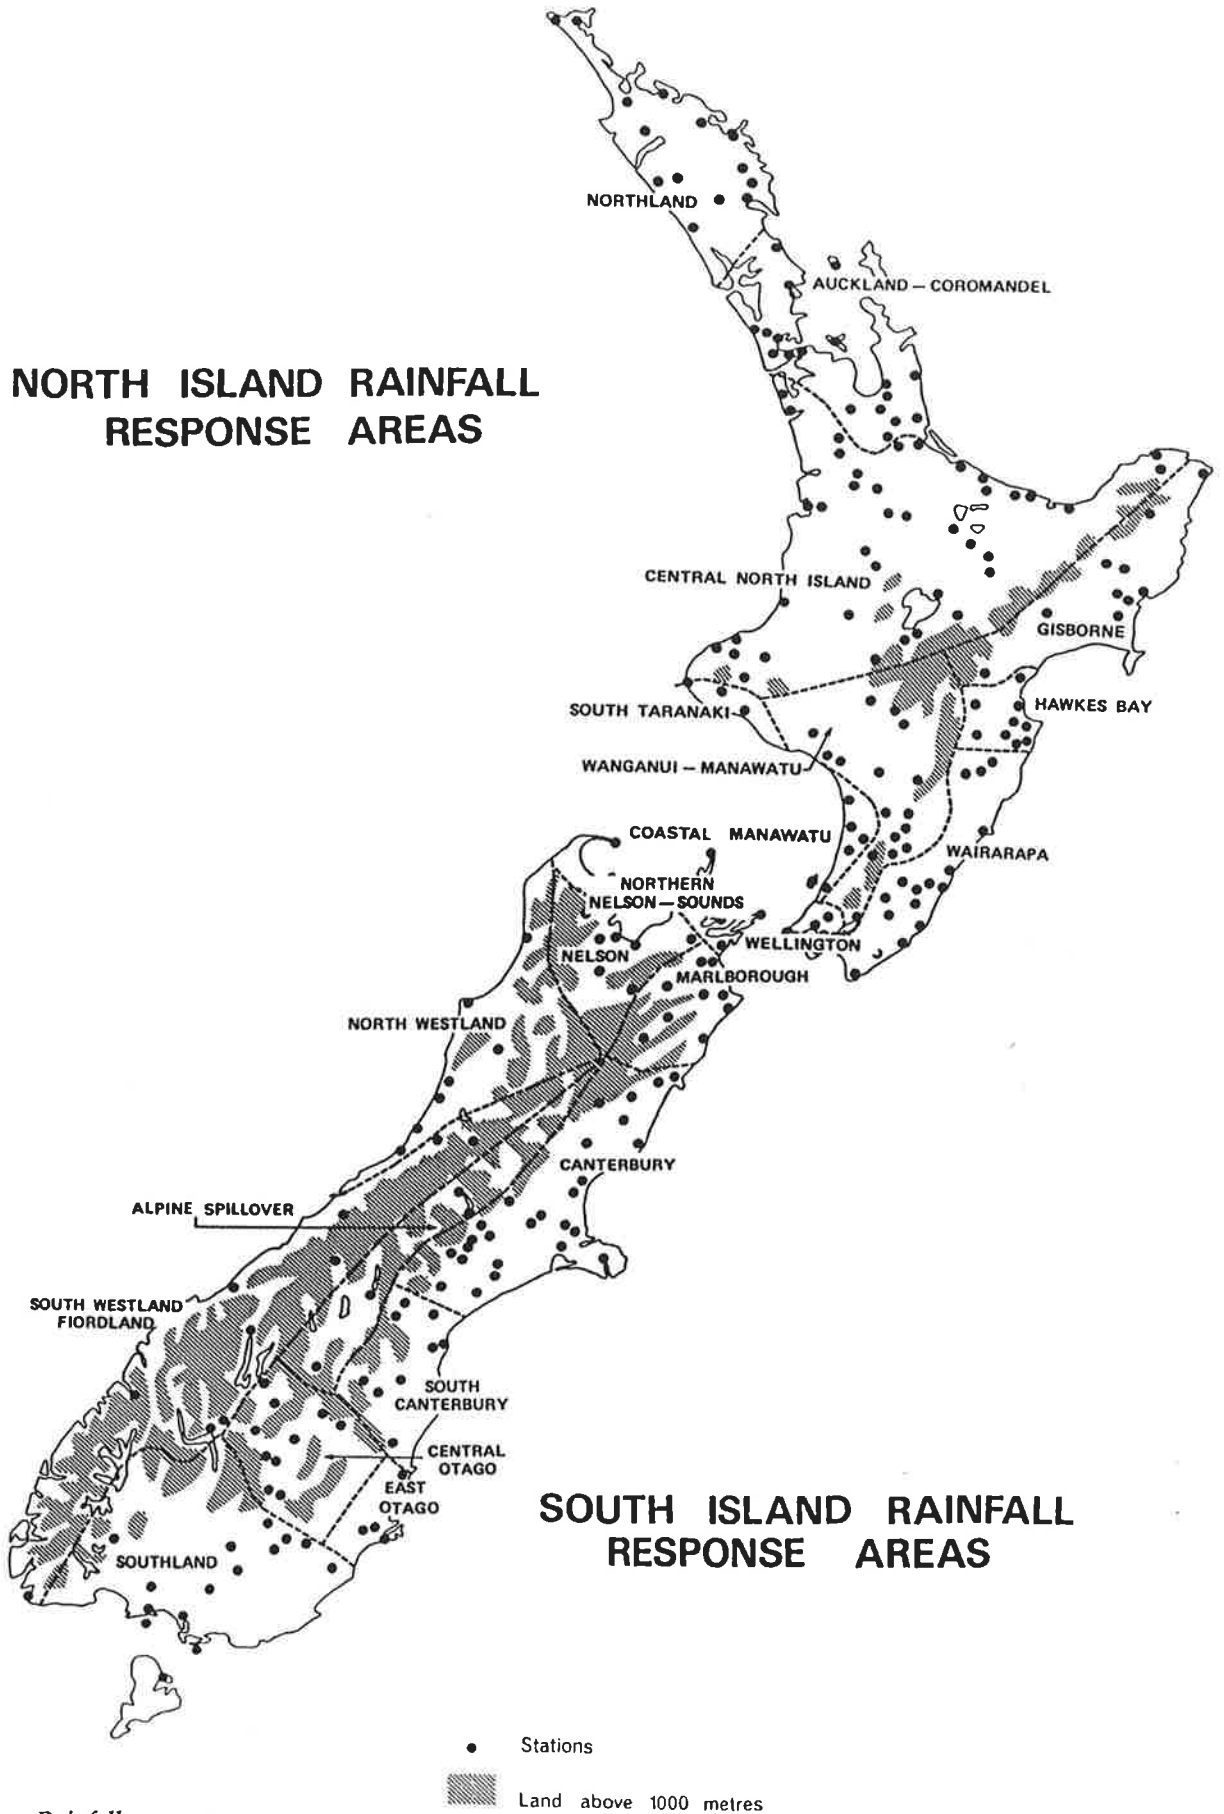 NORTHLAND
AUCKLAND – COROMANDEL
NORTH ISLAND RAINFALL
RESPONSE AREAS
CENTRAL NORTH ISLAND
GISBORNE
SOUTH TARANAKI
HAWKES BAY
WANGANUI – MANAWATU
COASTAL MANAWATU
WAIRARAPA
NORTHERN
NELSON – SOUNDS
WELLINGTON
NELSON
MARLBOROUGH
NORTH WESTLAND
CANTERBURY
ALPINE SPILLOVER
SOUTH WESTLAND
FIORDLAND
SOUTH
CANTERBURY
CENTRAL
OTAGO
EAST
OTAGO
SOUTH ISLAND RAINFALL
RESPONSE AREAS
SOUTHLAND
Stations
Land above 1000 metres